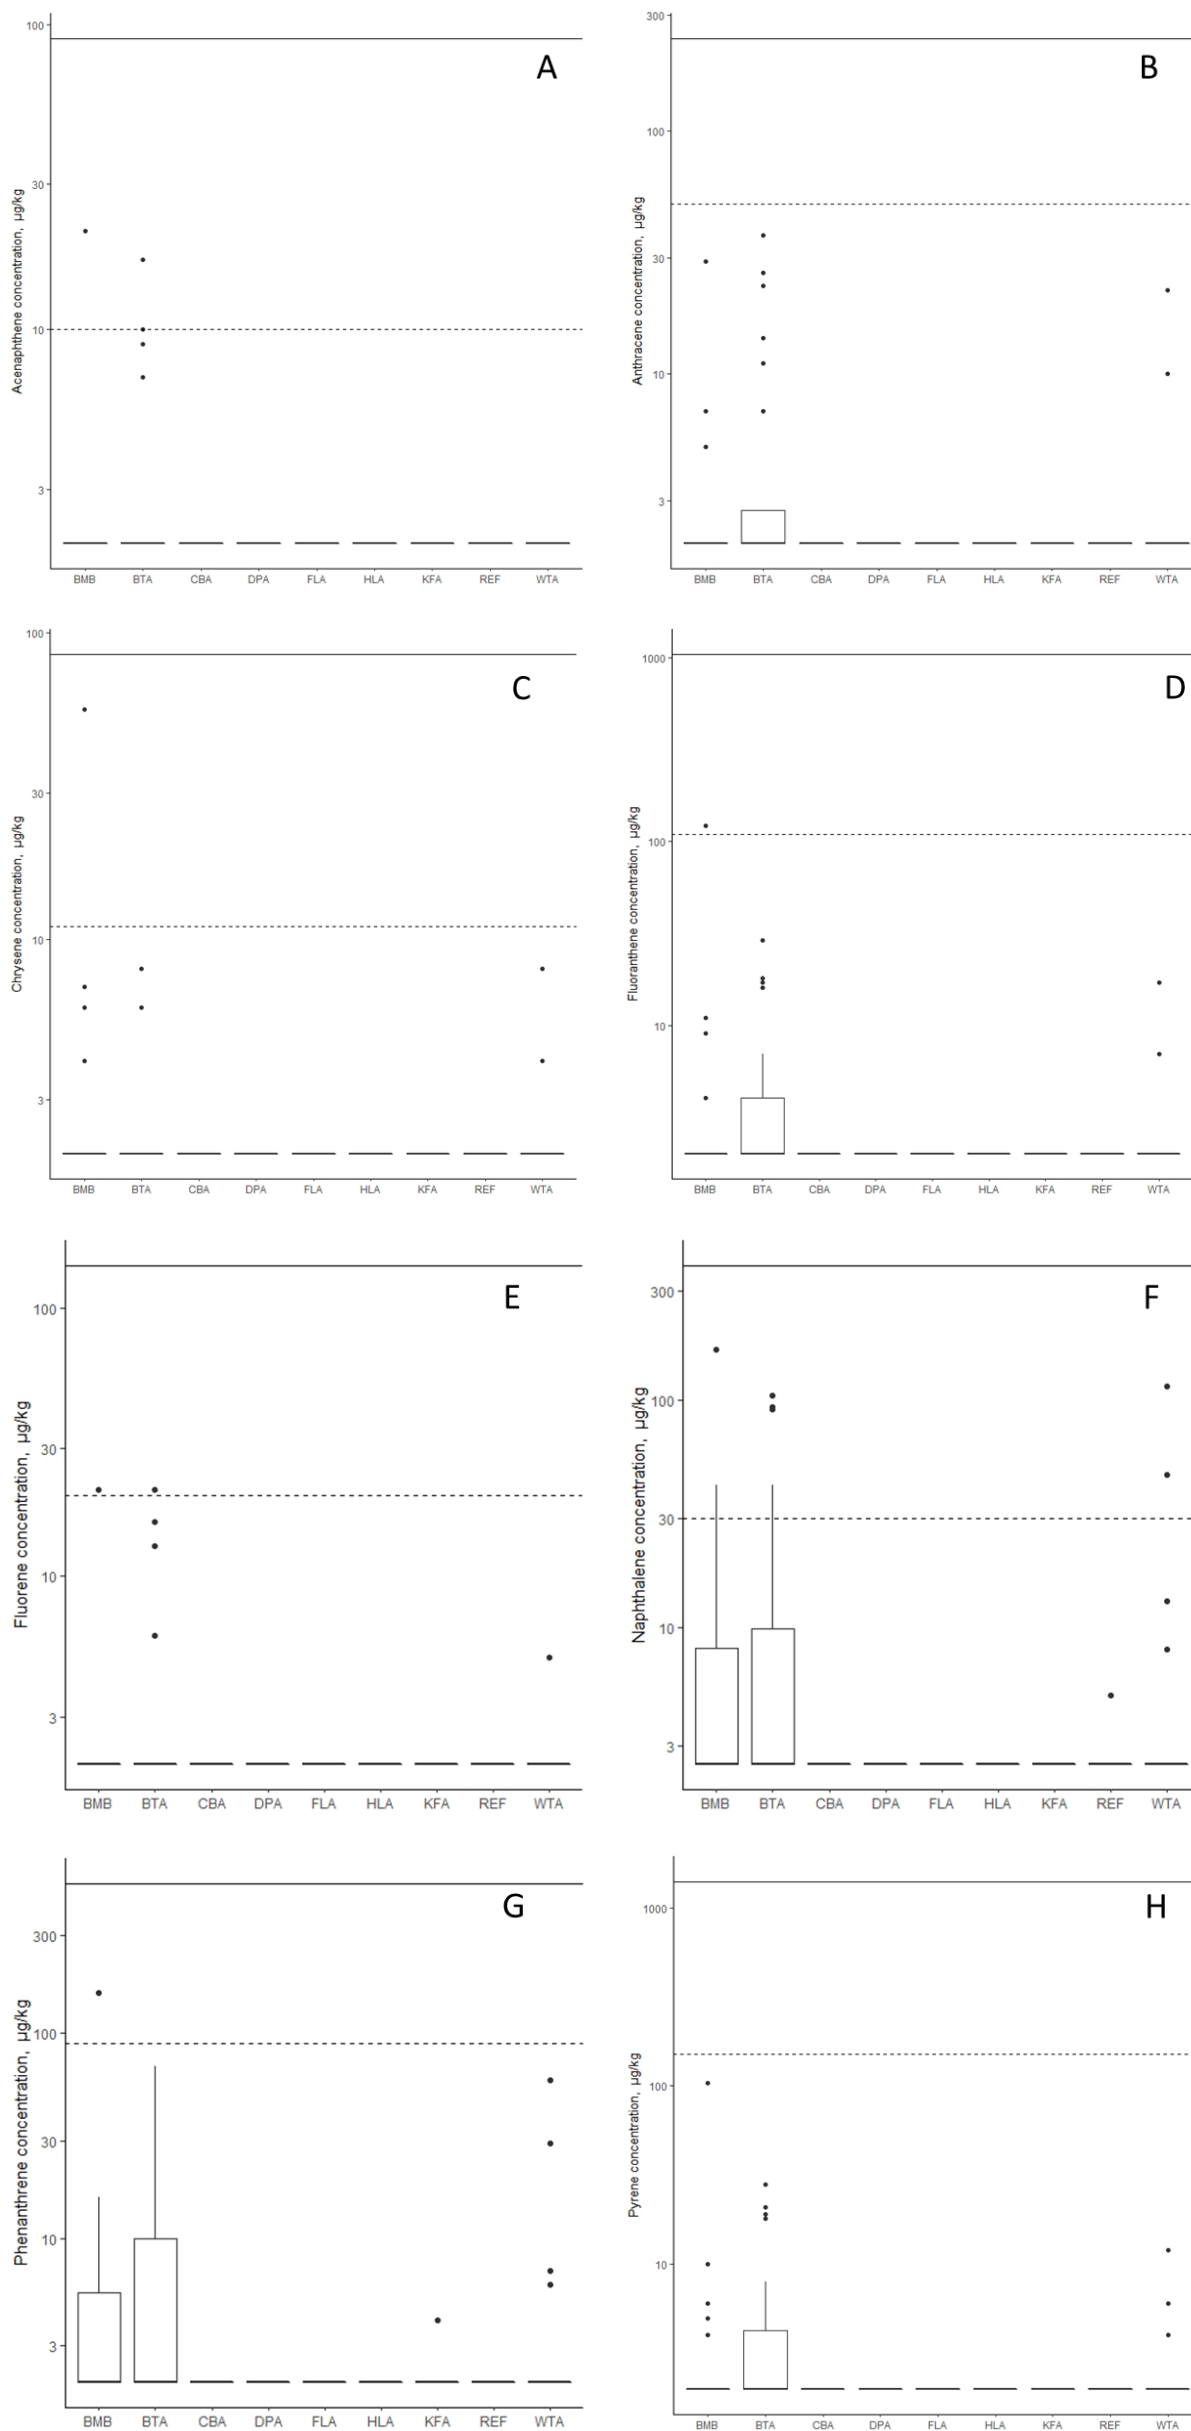 A
Acenaphthene concentration, µg/kg
100
30
10
3
BMB BTA CBA DPA FLA HLA KFA REF WTA
B
Anthracene concentration, µg/kg
300
100
30
10
3
BMB BTA CBA DPA FLA HLA KFA REF WTA
C
Chrysene concentration, µg/kg
100
30
10
3
BMB BTA CBA DPA FLA HLA KFA REF WTA
D
Fluoranthene concentration, µg/kg
1000
100
10
BMB BTA CBA DPA FLA HLA KFA REF WTA
E
Fluorene concentration, µg/kg
100
30
10
3
BMB BTA CBA DPA FLA HLA KFA REF WTA
F
Naphthalene concentration, µg/kg
300
100
30
10
3
BMB BTA CBA DPA FLA HLA KFA REF WTA
G
Phenanthrene concentration, µg/kg
300
100
30
10
3
BMB BTA CBA DPA FLA HLA KFA REF WTA
H
Pyrene concentration, µg/kg
1000
100
10
BMB BTA CBA DPA FLA HLA KFA REF WTA